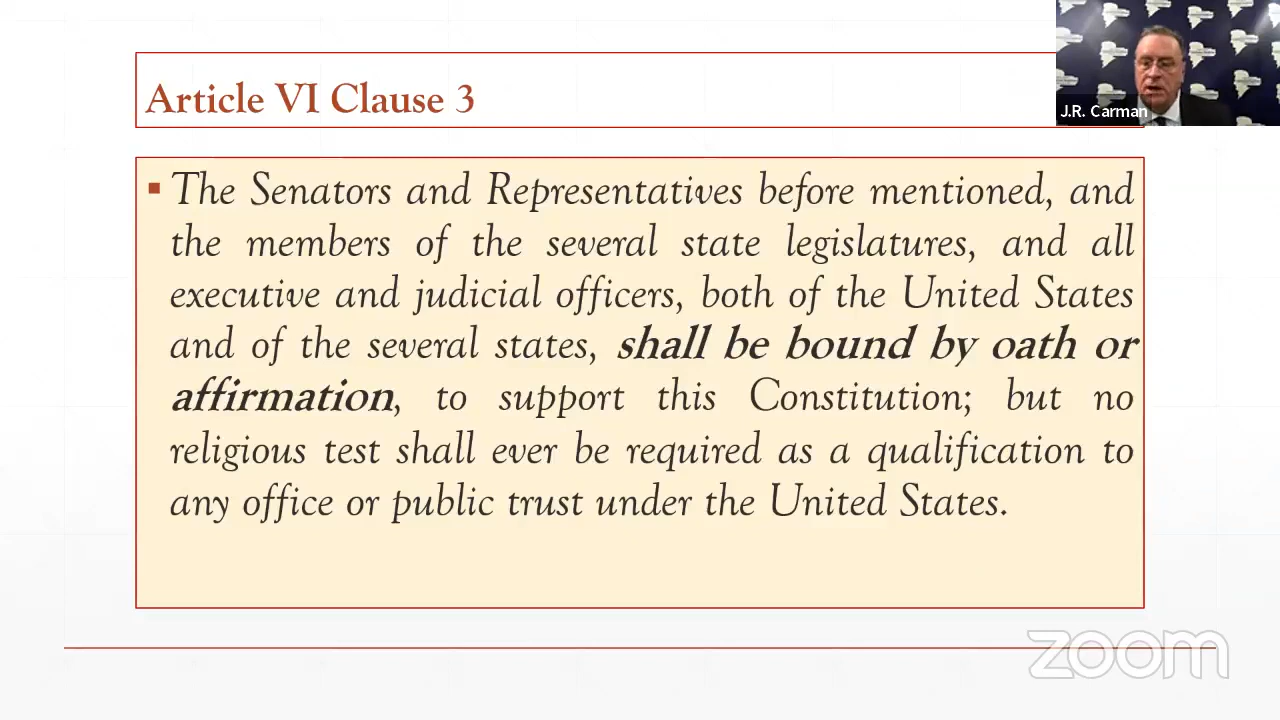 Article VI Clause 3
J.R. Carman
The Senators and Representatives before mentioned, and
the members of the several state legislatures, and all
executive and judicial officers, both of the United States
and of the several states, shall be bound by oath or
affirmation, to support this Constitution; but no
religious test shall ever be required as a qualification to
any office or public trust under the United States.
zoom